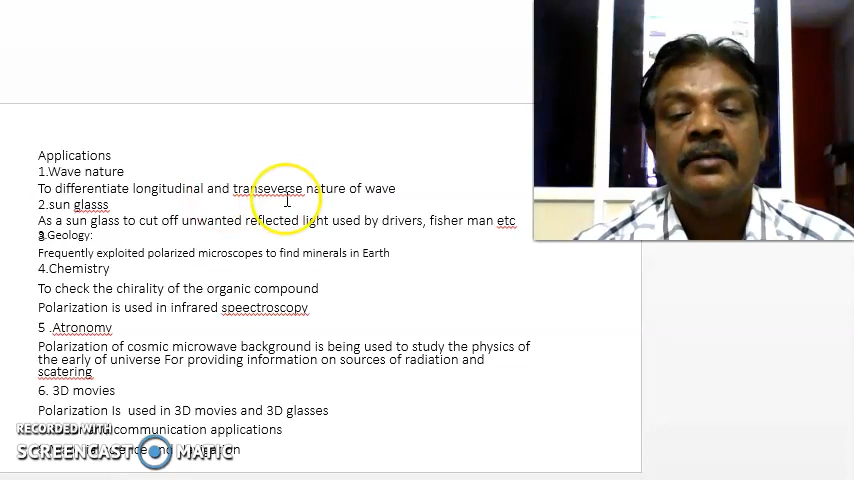 Applications
1.Wave nature
To differentiate longitudinal and transeverse nature of wave
2.sun glasss
As a sun glass to cut off unwanted reflected light used by drivers, fisher man etc
3.Geology:
Frequently exploited polarized microscopes to find minerals in Earth
4.Chemistry
To check the chirality of the organic compound
Polarization is used in infrared speectroscopy
5 .Atronomy
Polarization of cosmic microwave background is being used to study the physics of
the early of universe For providing information on sources of radiation and
scatering
6. 3D movies
Polarization Is used in 3D movies and 3D glasses
communication applications
RECORDED WITH
SCREENCAST MATIC